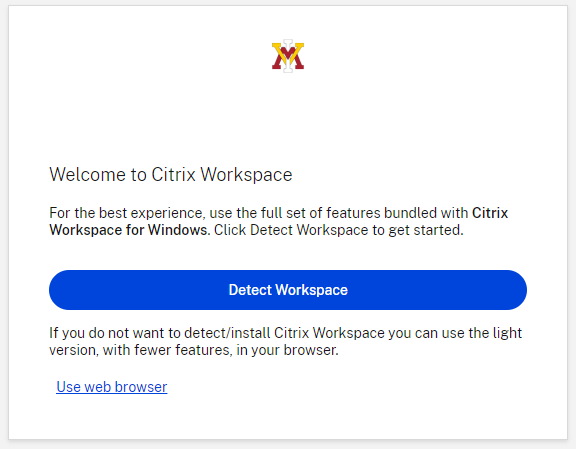 VMI
Welcome to Citrix Workspace
For the best experience, use the full set of features bundled with Citrix
Workspace for Windows. Click Detect Workspace to get started.
Detect Workspace
If you do not want to detect/install Citrix Workspace you can use the light
version, with fewer features, in your browser.
Use web browser